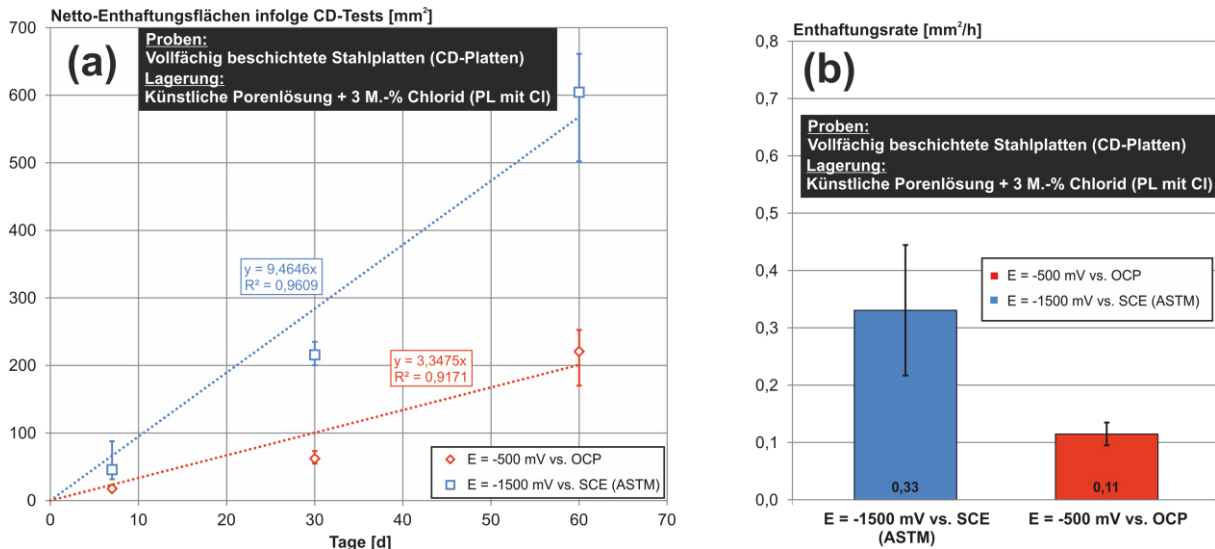 Netto-Enthaftungsflächen infolge CD-Tests [mm²]
700
600
500
400
300
200
100
0
(a)
Proben:
Vollfächig beschichtete Stahlplatten (CD-Platten)
Lagerung:
Künstliche Porenlösung + 3 M.-% Chlorid (PL mit Cl)
y = 9,4646x
R² = 0,9609
y = 3,3475x
R² = 0,9171
E = -500 mV vs. OCP
E = -1500 mV vs. SCE (ASTM)
0 10 20 30 40 50 60 70
Tage [d]
Enthaftungsrate [mm²/h]
0,8
0,7
0,6
0,5
0,4
0,3
0,2
0,1
0,0
(b)
Proben:
Vollfächig beschichtete Stahlplatten (CD-Platten)
Lagerung:
Künstliche Porenlösung + 3 M.-% Chlorid (PL mit Cl)
E = -500 mV vs. OCP
E = -1500 mV vs. SCE (ASTM)
0,33
0,11
E = -1500 mV vs. SCE
(ASTM)
E = -500 mV vs. OCP